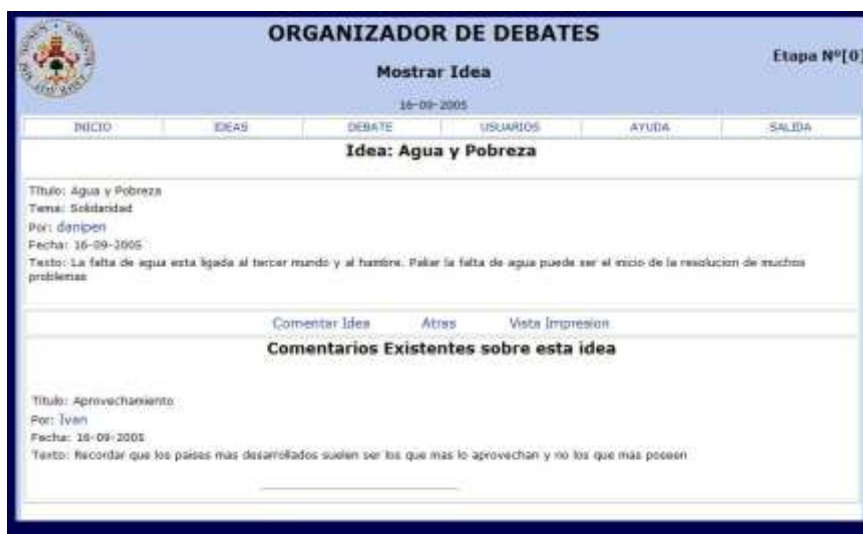 ORGANIZADOR DE DEBATES
Etapa Nº[0]
Mostrar Idea
16-09-2005
INICIO IDEAS DEBATE USUARIOS AYUDA SALIDA
Idea: Agua y Pobreza
Título: Agua y Pobreza
Tema: Solidaridad
Por: danipen
Fecha: 16-09-2005
Texto: La falta de agua esta ligada al tercer mundo y al hambre. Paliar la falta de agua puede ser el inicio de la resolucion de muchos
problemas
Comentar Idea Atras Vista Impresion
Comentarios Existentes sobre esta idea
Título: Aprovechamiento
Por: Ivan
Fecha: 16-09-2005
Texto: Recordar que los paises mas desarrollados suelen ser los que mas lo aprovechan y no los que mas poseen